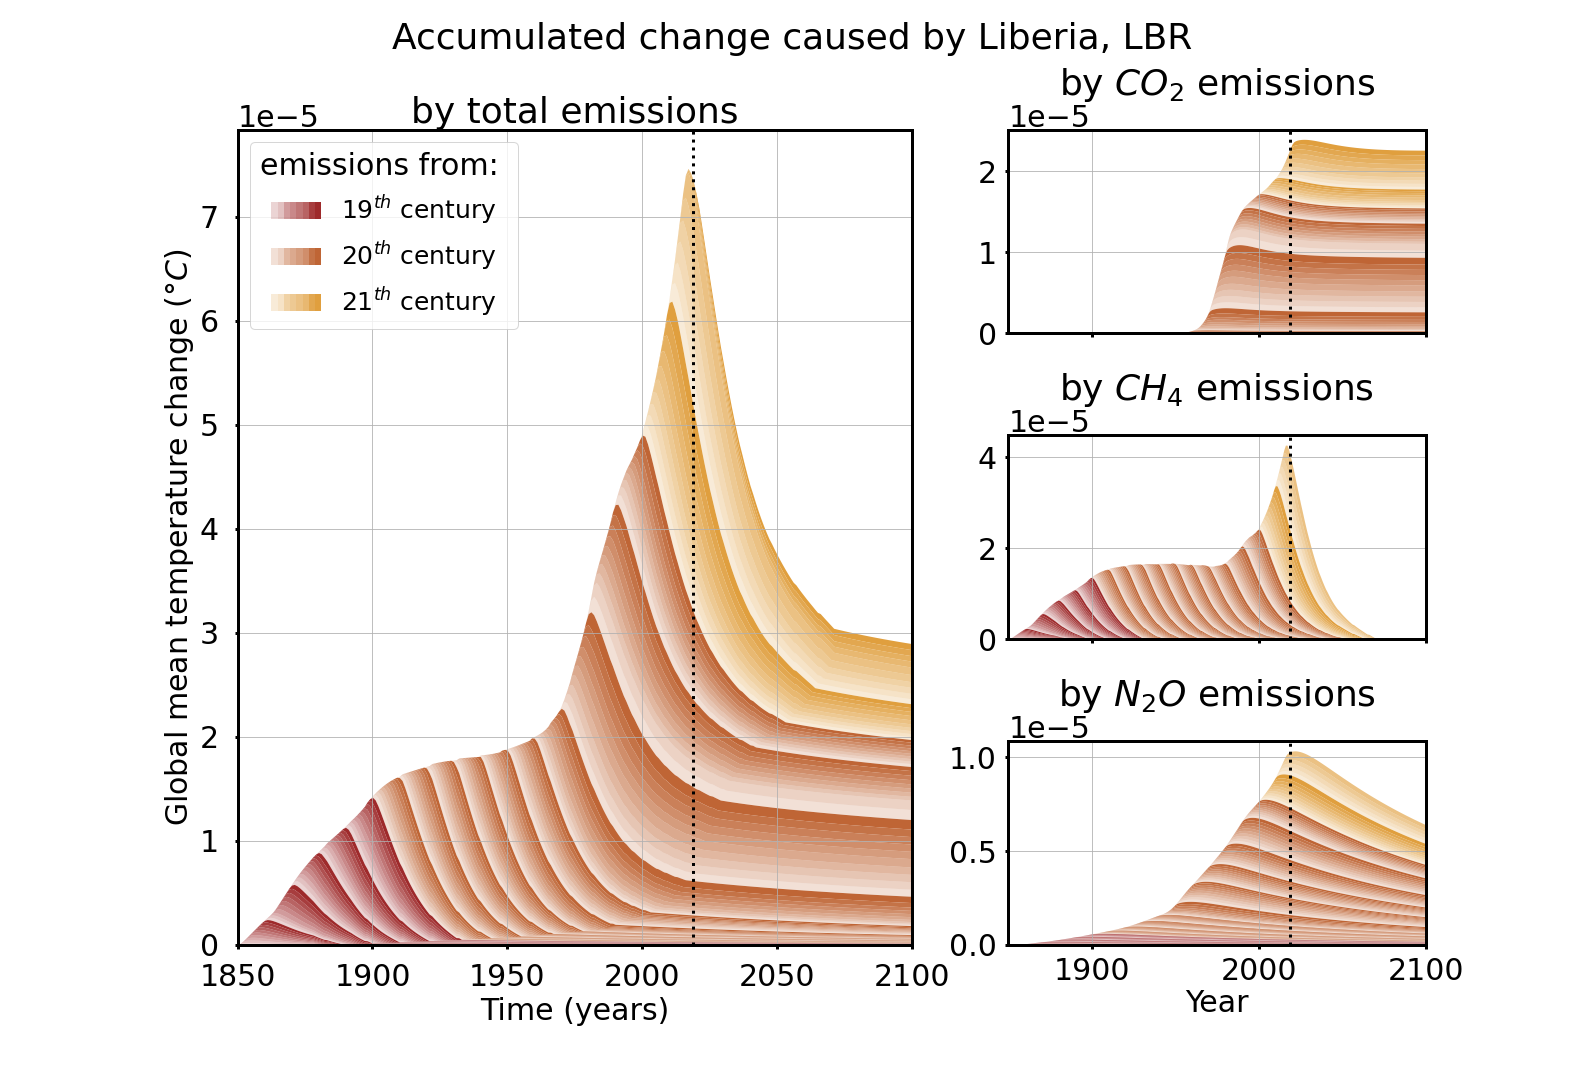 Accumulated change caused by Liberia, LBR
by total emissions
1e−5
emissions from:
19th century
20th century
21th century
7
6
5
4
3
2
1
0
Global mean temperature change (°C)
1850 1900 1950 2000 2050 2100
Time (years)
by CO2 emissions
1e−5
2
1
0
by CH4 emissions
1e−5
4
2
0
by N2O emissions
1e−5
1.0
0.5
0.0
1900 2000 2100
Year